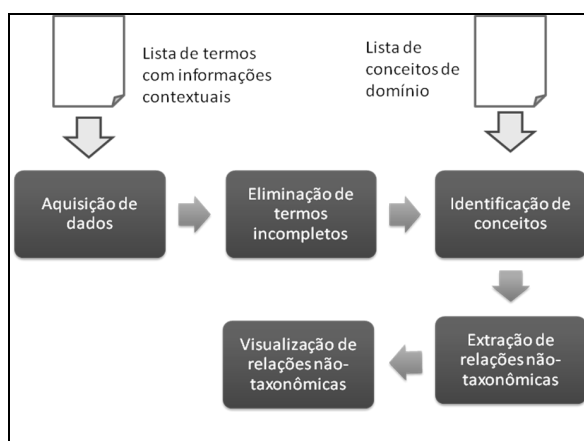 Lista de termos
com informações
contextuais
Lista de
conceitos de
domínio
Aquisição de
dados
Eliminação de
termos
incompletos
Identificação de
conceitos
Extração de
relações não-
taxonômicas
Visualização de
relações não-
taxonômicas